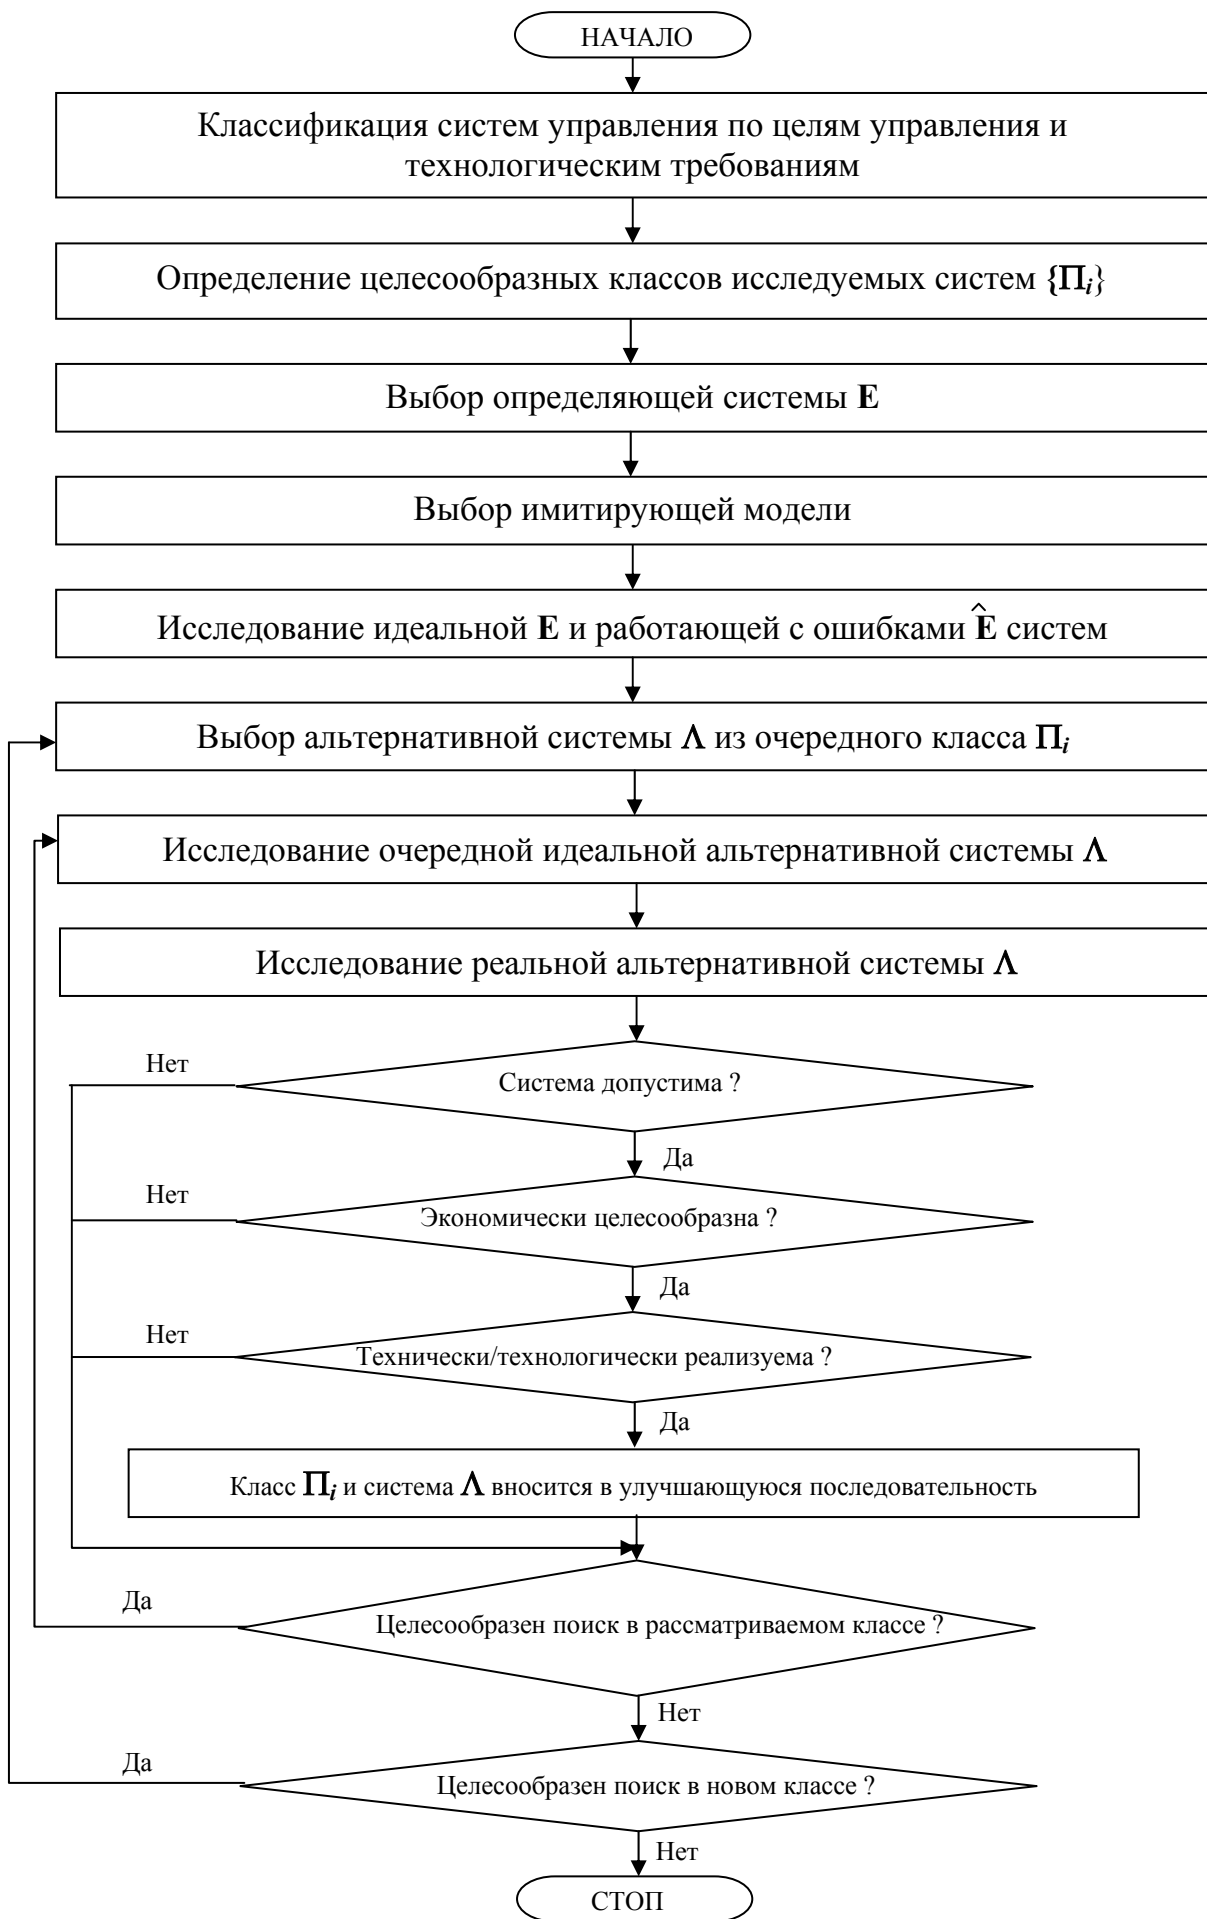 НАЧАЛО
Классификация систем управления по целям управления и
технологическим требованиям
Определение целесообразных классов исследуемых систем {Πi}
Выбор определяющей системы E
Выбор имитирующей модели
Исследование идеальной E и работающей с ошибками Ê систем
Выбор альтернативной системы Λ из очередного класса Πi
Исследование очередной идеальной альтернативной системы Λ
Исследование реальной альтернативной системы Λ
Нет
Система допустима ?
Да
Нет
Экономически целесообразна ?
Да
Нет
Технически/технологически реализуема ?
Да
Класс Πi и система Λ вносится в улучшающуюся последовательность
Да
Целесообразен поиск в рассматриваемом классе ?
Нет
Да
Целесообразен поиск в новом классе ?
Нет
СТОП